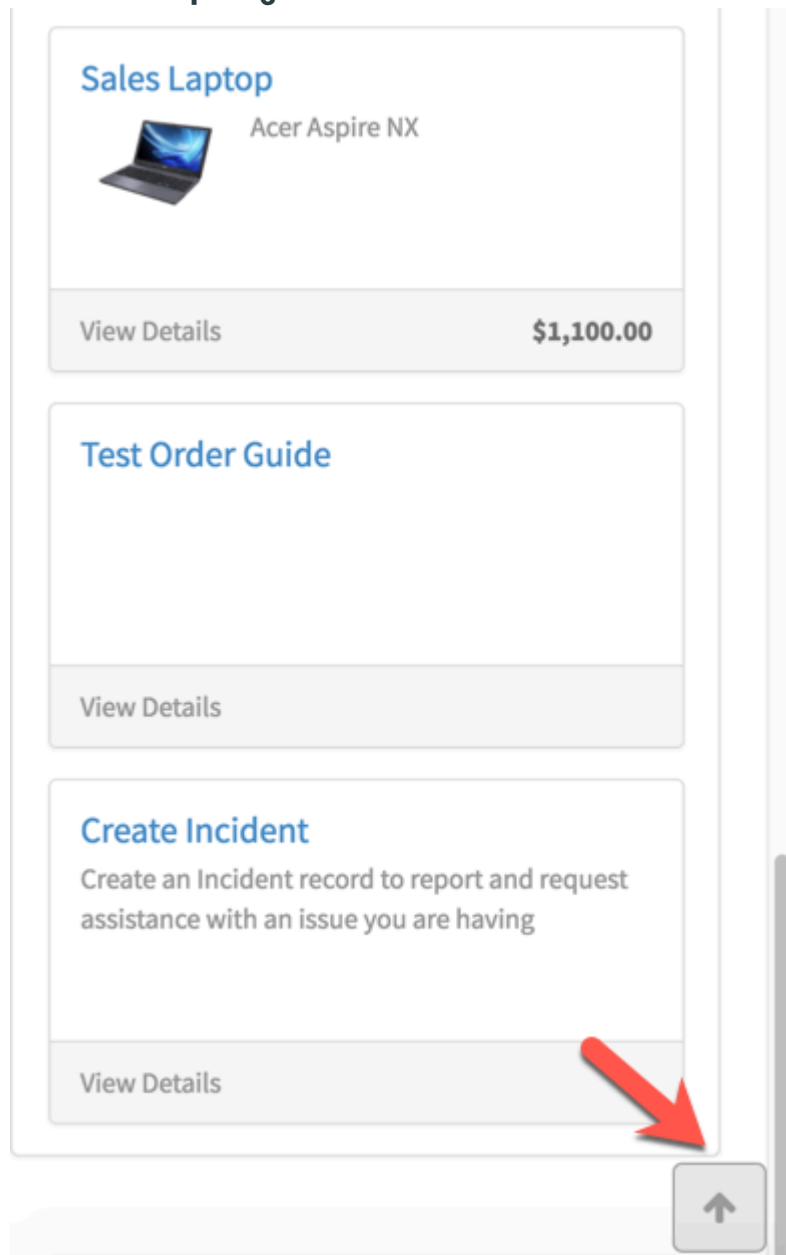 Sales Laptop
Acer Aspire NX
View Details
$1,100.00
Test Order Guide
View Details
Create Incident
Create an Incident record to report and request
assistance with an issue you are having
View Details